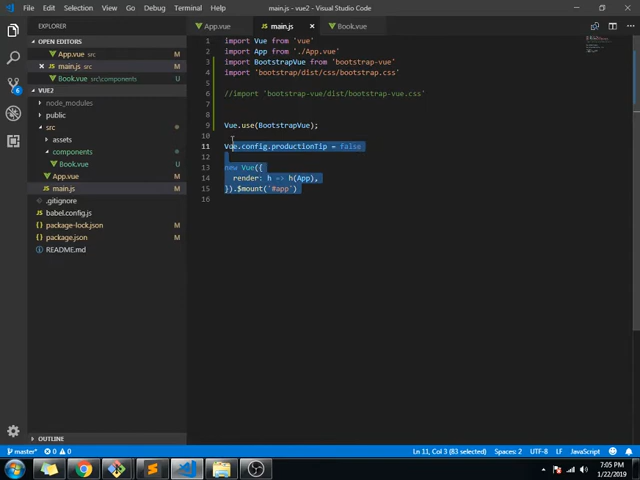 File Edit Selection View Go Debug Terminal Help
main.js - vue2 - Visual Studio Code
EXPLORER
OPEN EDITORS
App.vue src
main.js src
Book.vue src\components U
VUE2
node_modules
public
src
assets
components
Book.vue U
App.vue M
main.js M
.gitignore
babel.config.js
package-lock.json M
package.json M
README.md
OUTLINE
App.vue
main.js
Book.vue
1 import Vue from 'vue'
2 import App from './App.vue'
3 import BootstrapVue from 'bootstrap-vue'
4 import 'bootstrap/dist/css/bootstrap.css'
5
6 //import 'bootstrap-vue/dist/bootstrap-vue.css'
7
8
9 Vue.use(BootstrapVue);
10
11 Vue.config.productionTip = false
12
13 new Vue({
14 render: h => h(App),
15 }).$mount('#app')
16
master*
Ln 11, Col 3 (83 selected)
Spaces: 2
UTF-8
LF
JavaScript
7:05 PM
1/22/2019